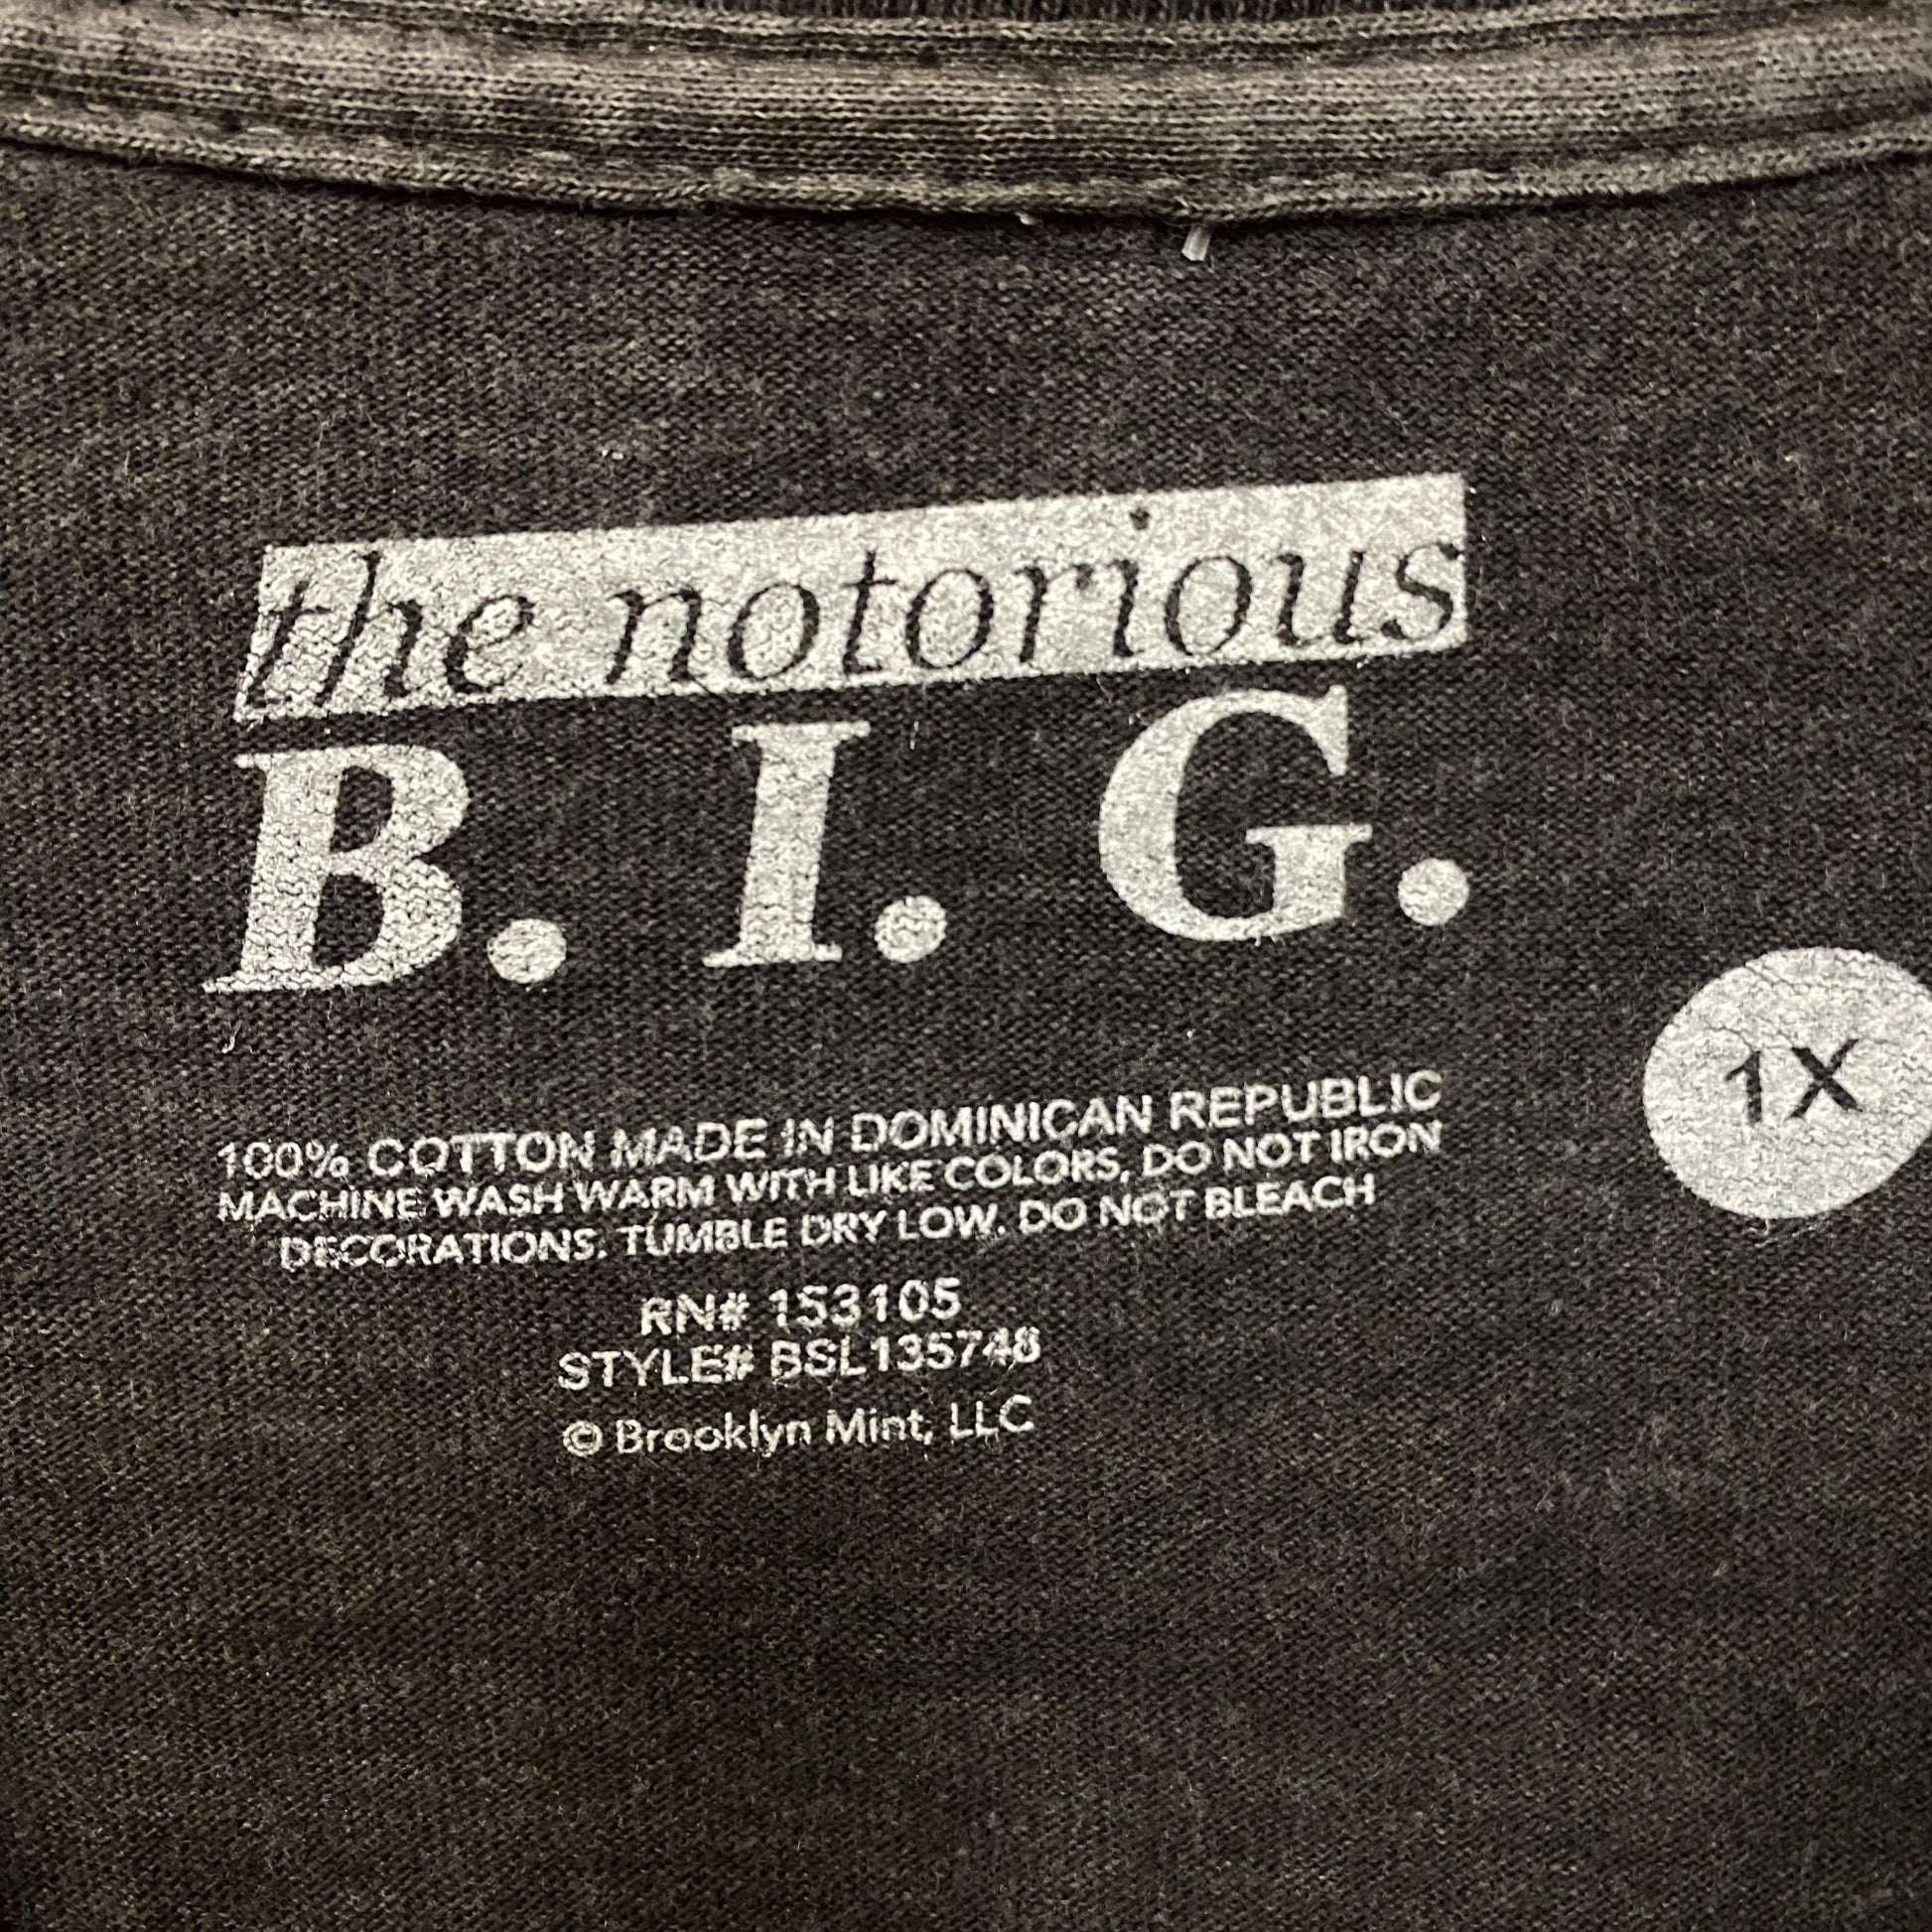 the notorious
B. I. G.
1X
100% COTTON MADE IN DOMINICAN REPUBLIC
MACHINE WASH WARM WITH LIKE COLORS, DO NOT IRON
DECORATIONS. TUMBLE DRY LOW. DO NOT BLEACH
RN# 153105
STYLE# BSL135748
© Brooklyn Mint, LLC